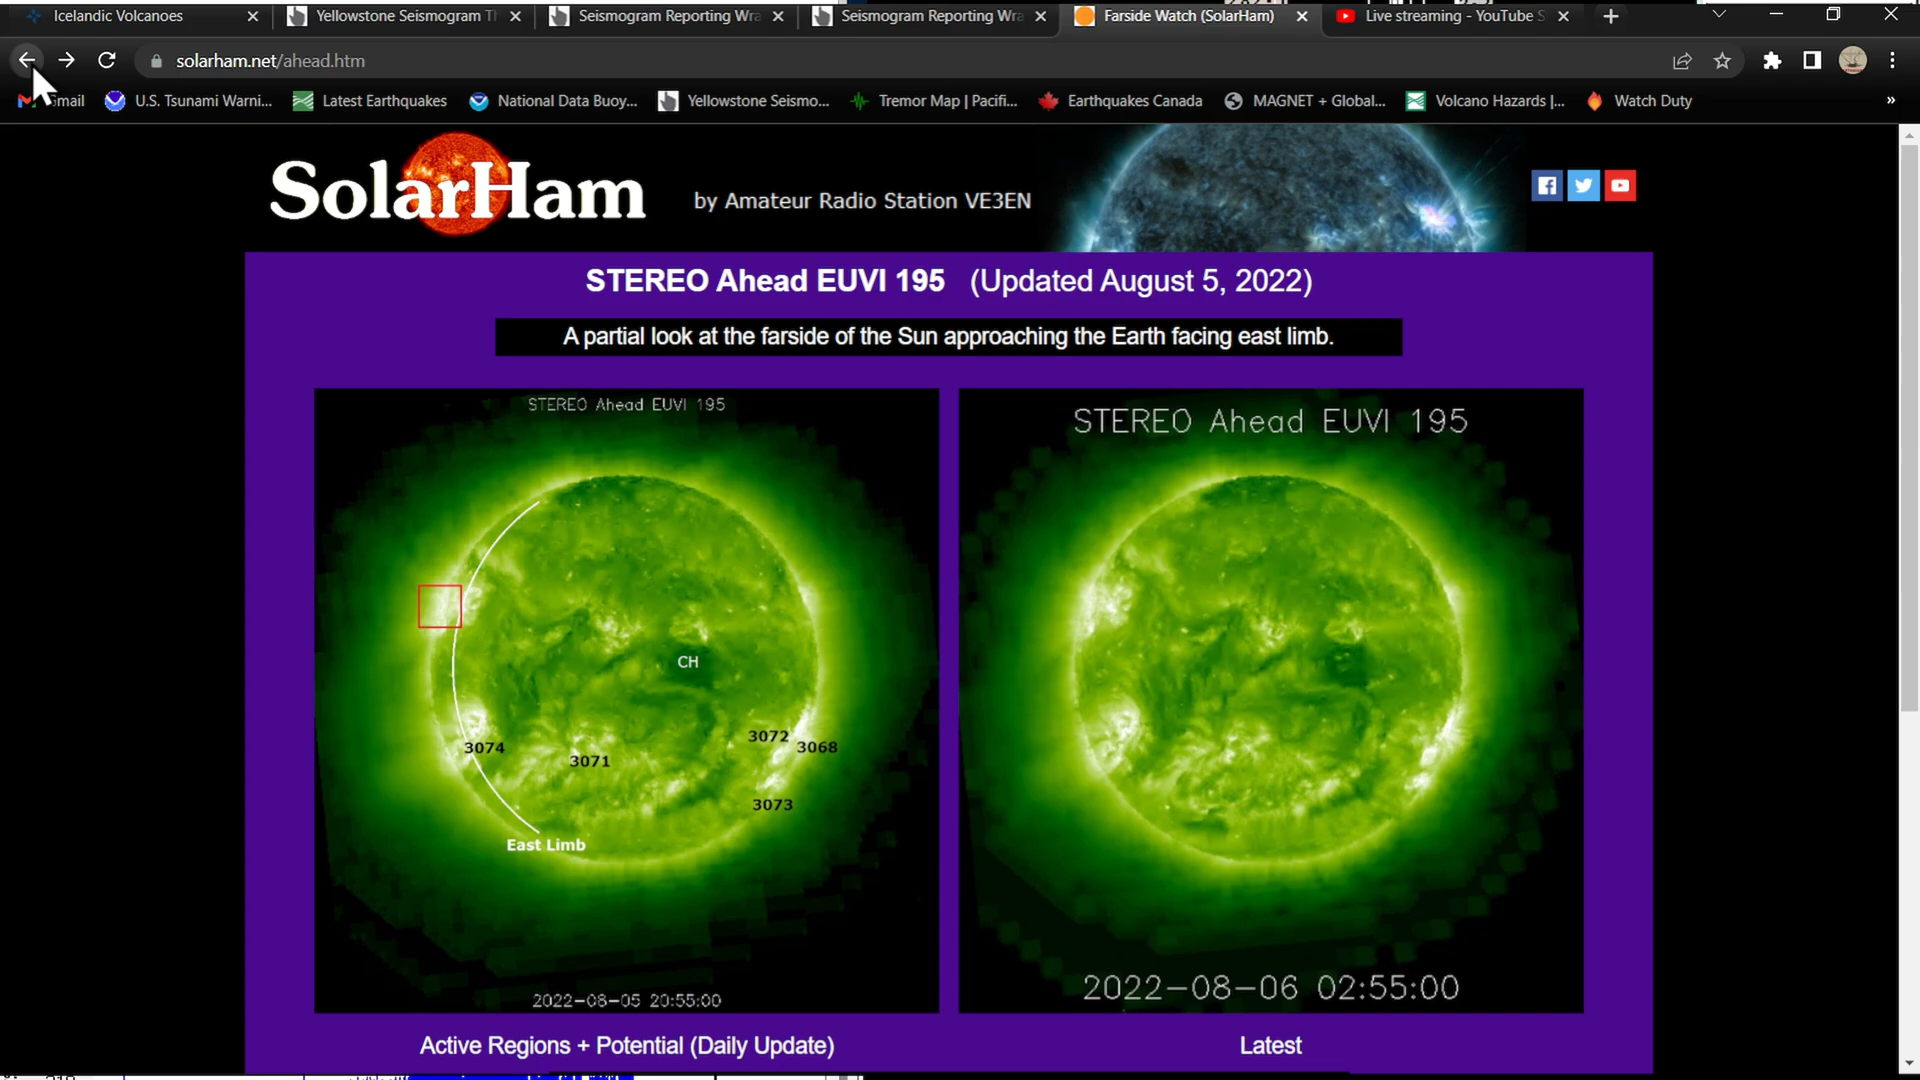 Icelandic Volcanoes
Yellowstone Seismogram Th
Seismogram Reporting Wra
Seismogram Reporting Wra
Farside Watch (SolarHam)
Live streaming - YouTube S
solarham.net/ahead.htm
mail
U.S. Tsunami Warni...
Latest Earthquakes
National Data Buoy...
Yellowstone Seismo...
Tremor Map | Pacifi...
Earthquakes Canada
MAGNET + Global...
Volcano Hazards |...
Watch Duty
»
SolarHam
by Amateur Radio Station VE3EN
STEREO Ahead EUVI 195 (Updated August 5, 2022)
A partial look at the farside of the Sun approaching the Earth facing east limb.
STEREO Ahead EUVI 195
CH
3074
3071
3072
3068
3073
East Limb
2022-08-05 20:55:00
STEREO Ahead EUVI 195
2022-08-06 02:55:00
Active Regions + Potential (Daily Update)
Latest